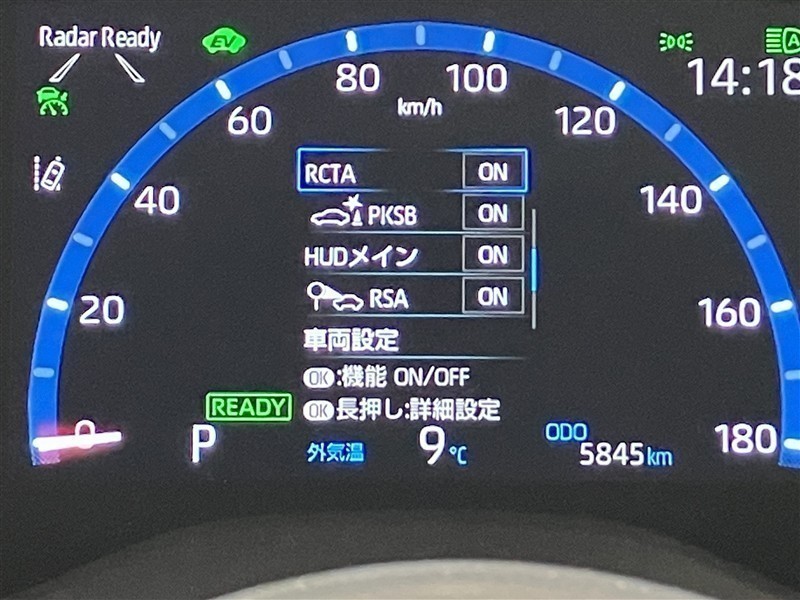 Radar Ready
EV
A
14:18
80
100
km/h
60
120
40
140
RCTA ON
PKSB ON
HUDメイン ON
RSA ON
20
160
車両設定
OK:機能 ON/OFF
READY
OK長押し:詳細設定
0
P
外気温 9℃
ODO 5845km
180